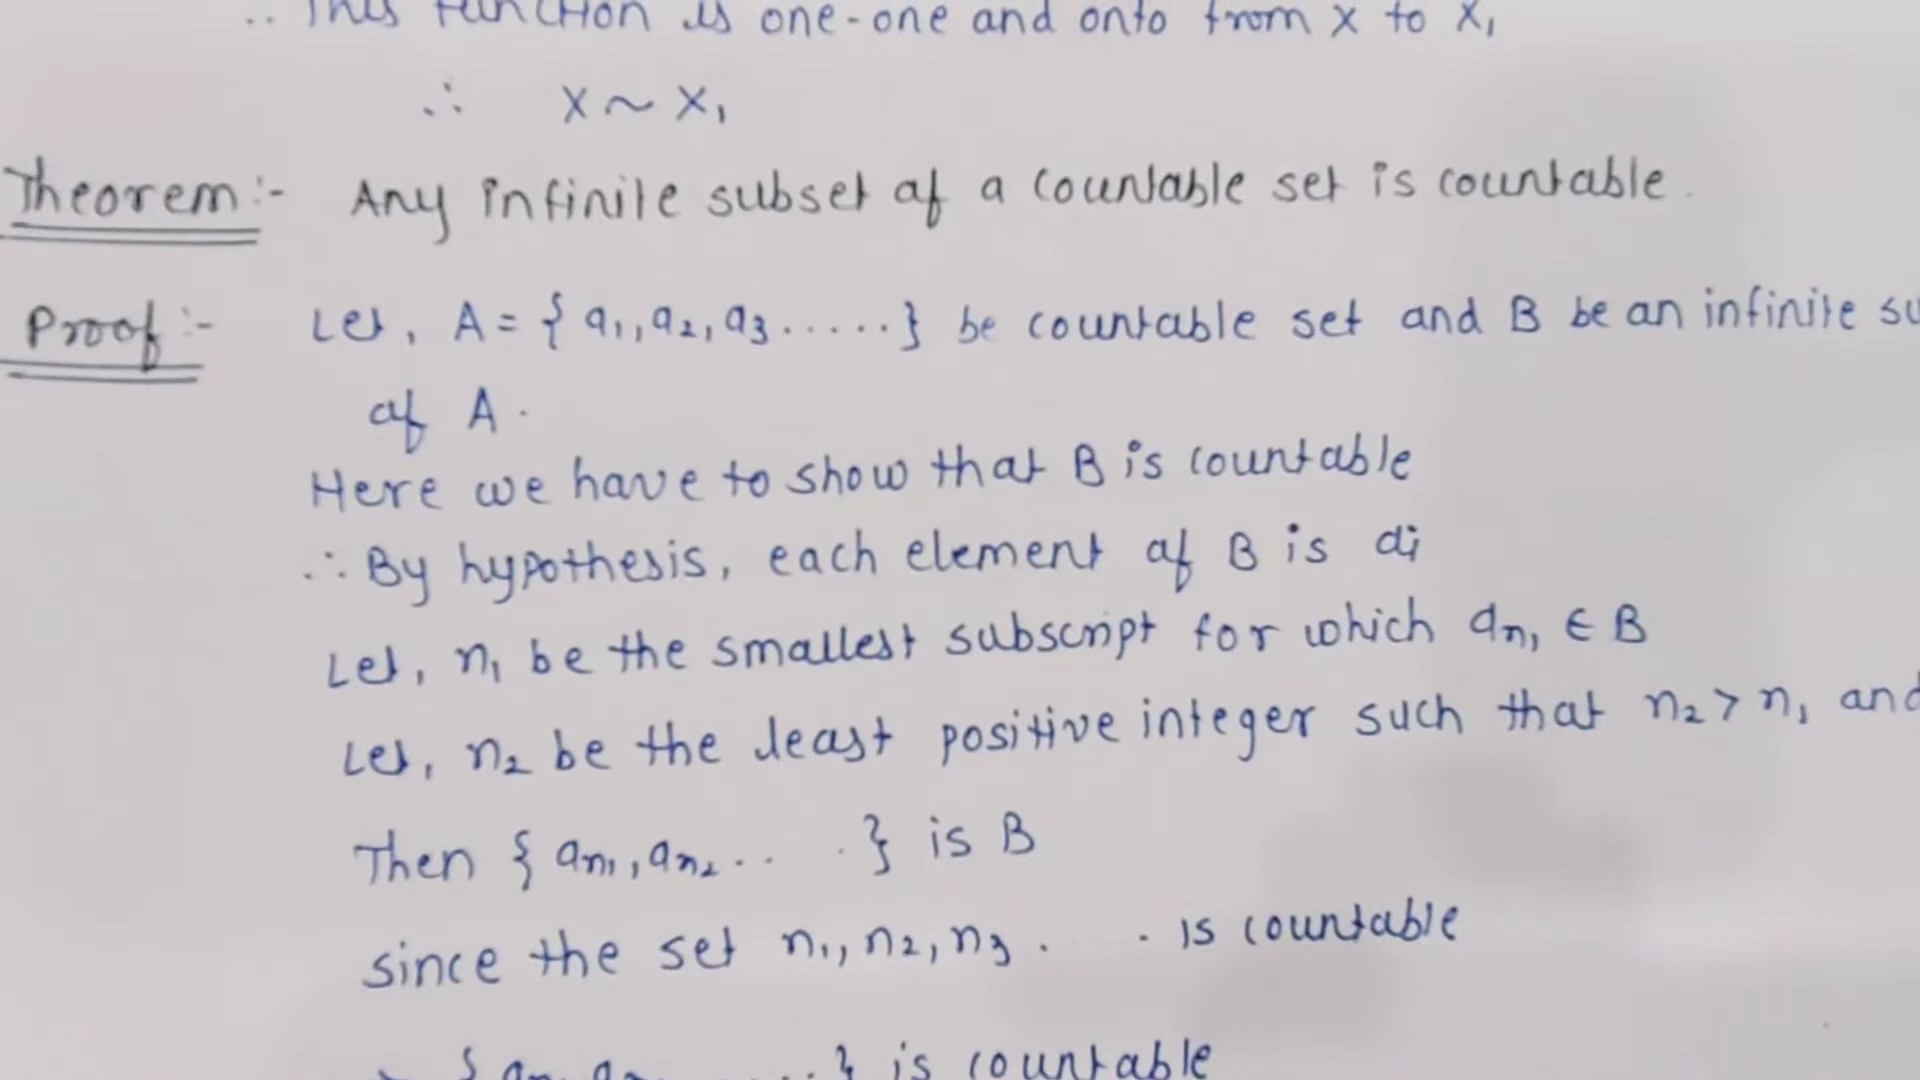 ∴ This function is one-one and onto from x to x₁
∴ x ~ x₁
Theorem:- Any infinite subset of a countable set is countable.
Proof:- Let, A = { a₁, a₂, a₃ ..... } be countable set and B be an infinite su
of A.
Here we have to show that B is countable
∴ By hypothesis, each element of B is ai
Let, n₁ be the smallest subscript for which an₁ ∈ B
Let, n₂ be the least positive integer such that n₂ > n₁ and
Then { an₁, an₂ .. . } is B
since the set n₁, n₂, n₃ . . is countable
} is countable